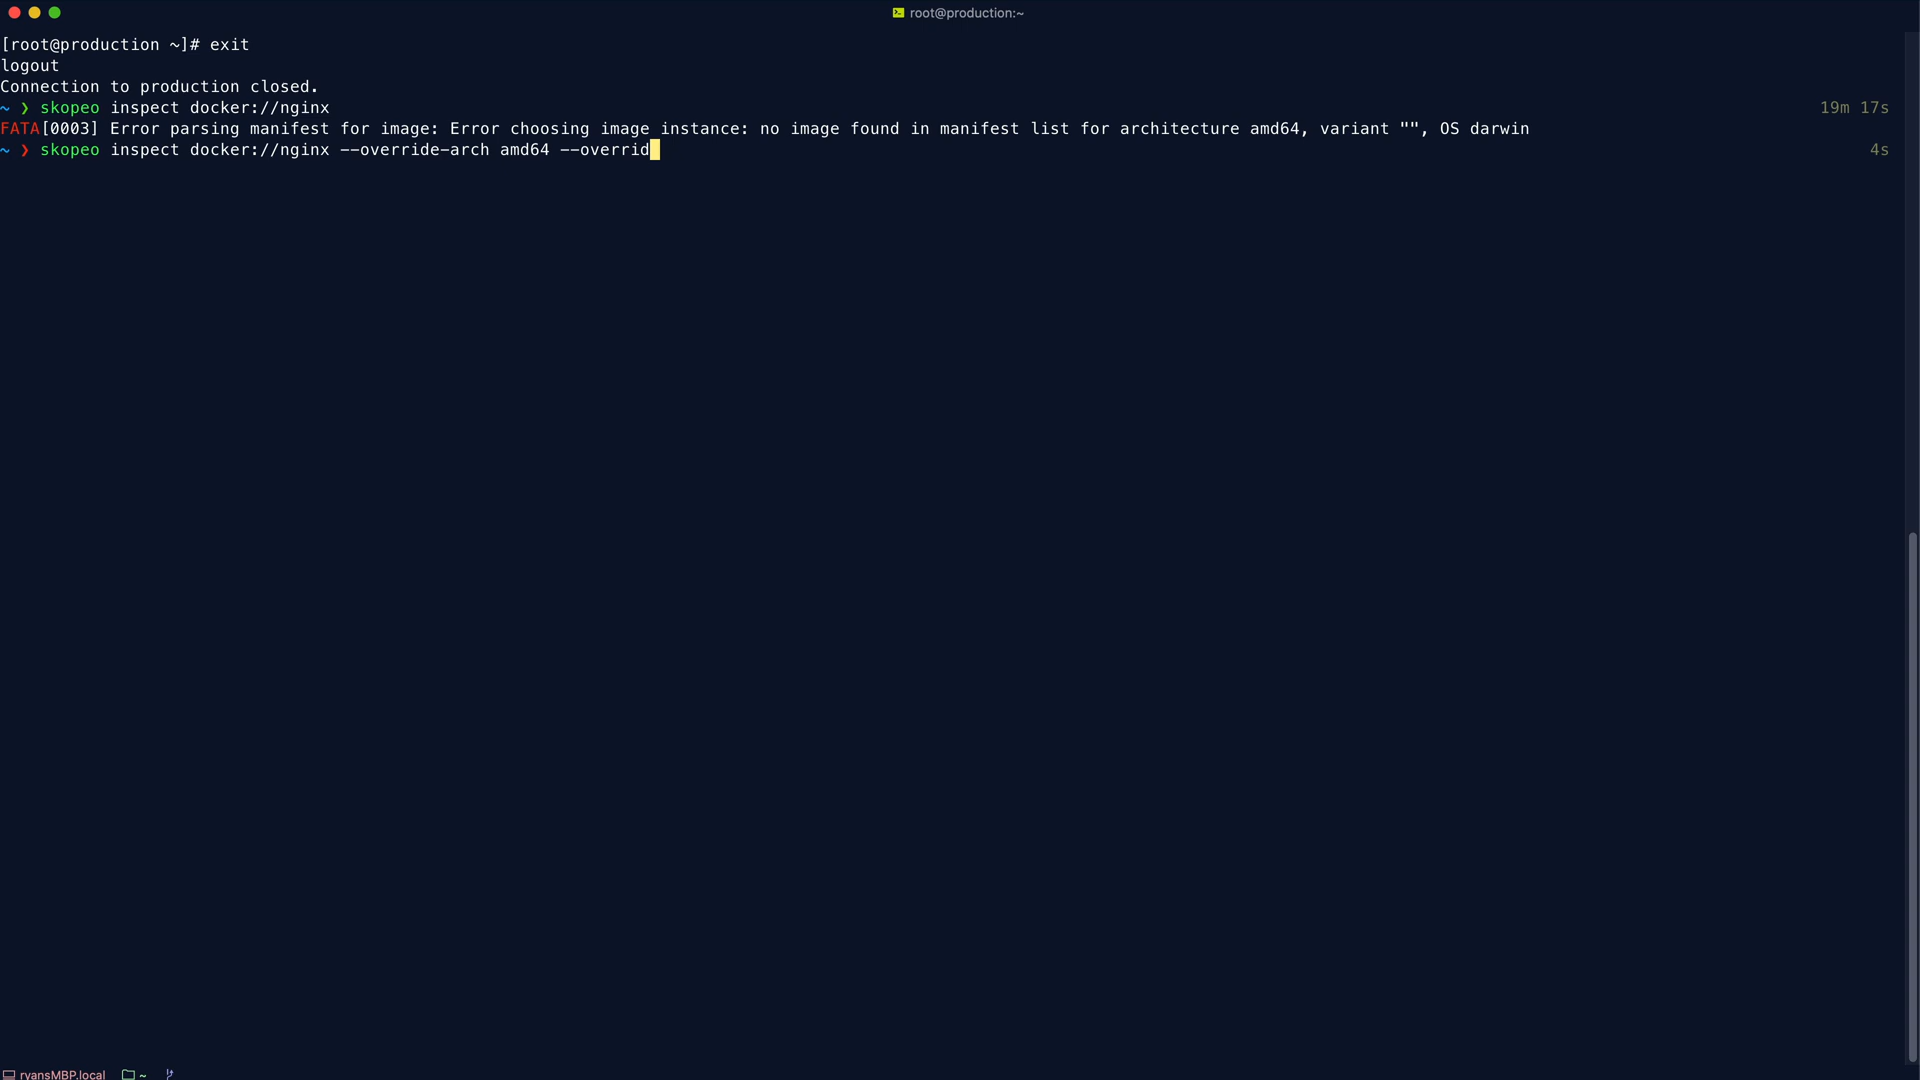 root@production:~
[root@production ~]# exit
logout
Connection to production closed.
~ ❯ skopeo inspect docker://nginx 19m 17s
FATA[0003] Error parsing manifest for image: Error choosing image instance: no image found in manifest list for architecture amd64, variant "", OS darwin
~ ❯ skopeo inspect docker://nginx --override-arch amd64 --overrid 4s
ryansMBP.local ~